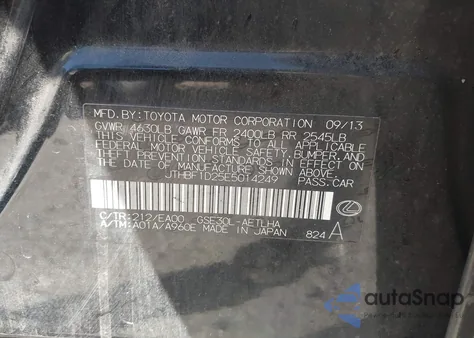 MFD. BY: TOYOTA MOTOR CORPORATION 09/13
GVWR 4630LB GAWR FR 2400LB RR 2545LB
THIS VEHICLE CONFORMS TO ALL APPLICABLE
FEDERAL MOTOR VEHICLE SAFETY, BUMPER, AND
THEFT PREVENTION STANDARDS IN EFFECT ON
THE DATE OF MANUFACTURE SHOWN ABOVE.
JTHBF1D25E5014249 PASS. CAR
C/TR: 212/EA00 GSE30L-AETLHA
A/TM: A01A/A960E MADE IN JAPAN 824 A
autoSnap